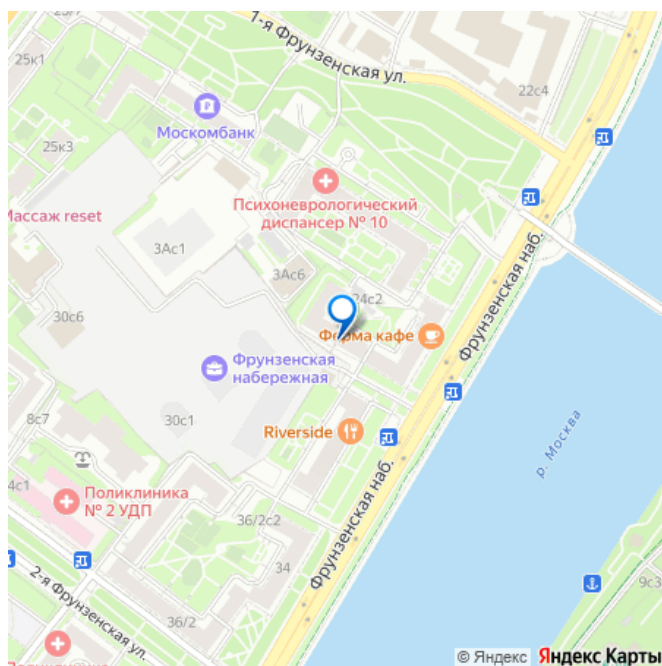 1-я Фрунзенская ул.
25к1
22с4
Москомбанк
25к3
Психоневрологический
диспансер № 10
Массаж reset
3Ас1
3Ас6
24с2
Фрунзенская наб.
30с6
Форма кафе
Фрунзенская
набережная
30с1
8с7
Riverside
р. Москва
Поликлиника
№ 2 УДП
36/2с2
Фрунзенская наб.
34
9с3
2-я Фрунзенская ул.
36/2
© Яндекс Яндекс Карты